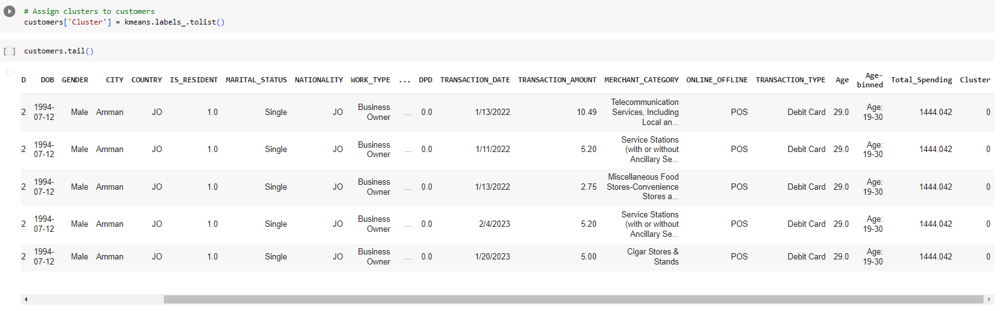 # Assign clusters to customers
customers['Cluster'] = kmeans.labels_.tolist()
[ ] customers.tail()
D DOB GENDER CITY COUNTRY IS_RESIDENT MARITAL_STATUS NATIONALITY WORK_TYPE ... DPD TRANSACTION_DATE TRANSACTION_AMOUNT MERCHANT_CATEGORY ONLINE_OFFLINE TRANSACTION_TYPE Age Age-binned Total_Spending Cluster
2 1994-07-12 Male Amman JO 1.0 Single JO Business Owner ... 0.0 1/13/2022 10.49 Telecommunication Services, Including Local an... POS Debit Card 29.0 Age: 19-30 1444.042 0
2 1994-07-12 Male Amman JO 1.0 Single JO Business Owner ... 0.0 1/11/2022 5.20 Service Stations (with or without Ancillary Se... POS Debit Card 29.0 Age: 19-30 1444.042 0
2 1994-07-12 Male Amman JO 1.0 Single JO Business Owner ... 0.0 1/13/2022 2.75 Miscellaneous Food Stores-Convenience Stores a... POS Debit Card 29.0 Age: 19-30 1444.042 0
2 1994-07-12 Male Amman JO 1.0 Single JO Business Owner ... 0.0 2/4/2023 5.20 Service Stations (with or without Ancillary Se... POS Debit Card 29.0 Age: 19-30 1444.042 0
2 1994-07-12 Male Amman JO 1.0 Single JO Business Owner ... 0.0 1/20/2023 5.00 Cigar Stores & Stands POS Debit Card 29.0 Age: 19-30 1444.042 0